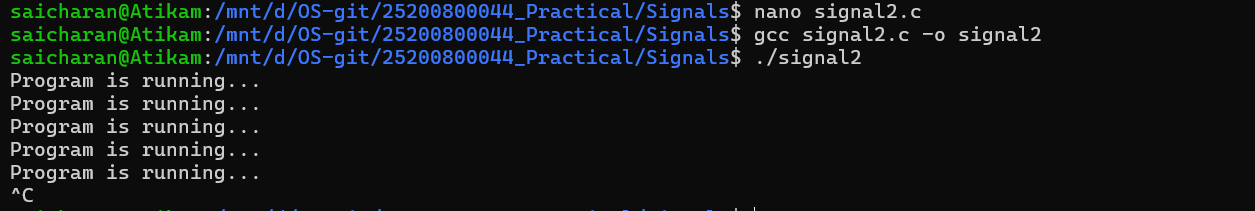 saicharan@Atikam:/mnt/d/OS-git/25200800044_Practical/Signals$ nano signal2.c
saicharan@Atikam:/mnt/d/OS-git/25200800044_Practical/Signals$ gcc signal2.c -o signal2
saicharan@Atikam:/mnt/d/OS-git/25200800044_Practical/Signals$ ./signal2
Program is running...
Program is running...
Program is running...
Program is running...
Program is running...
^C